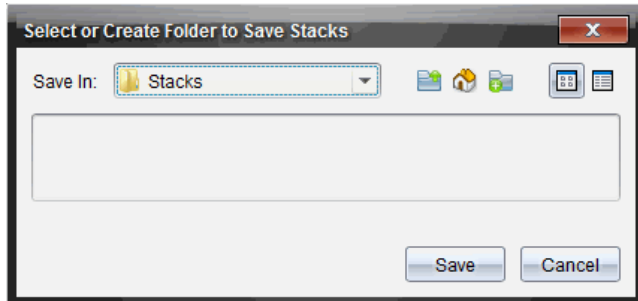 Select or Create Folder to Save Stacks
x
Save In: Stacks
Save Cancel